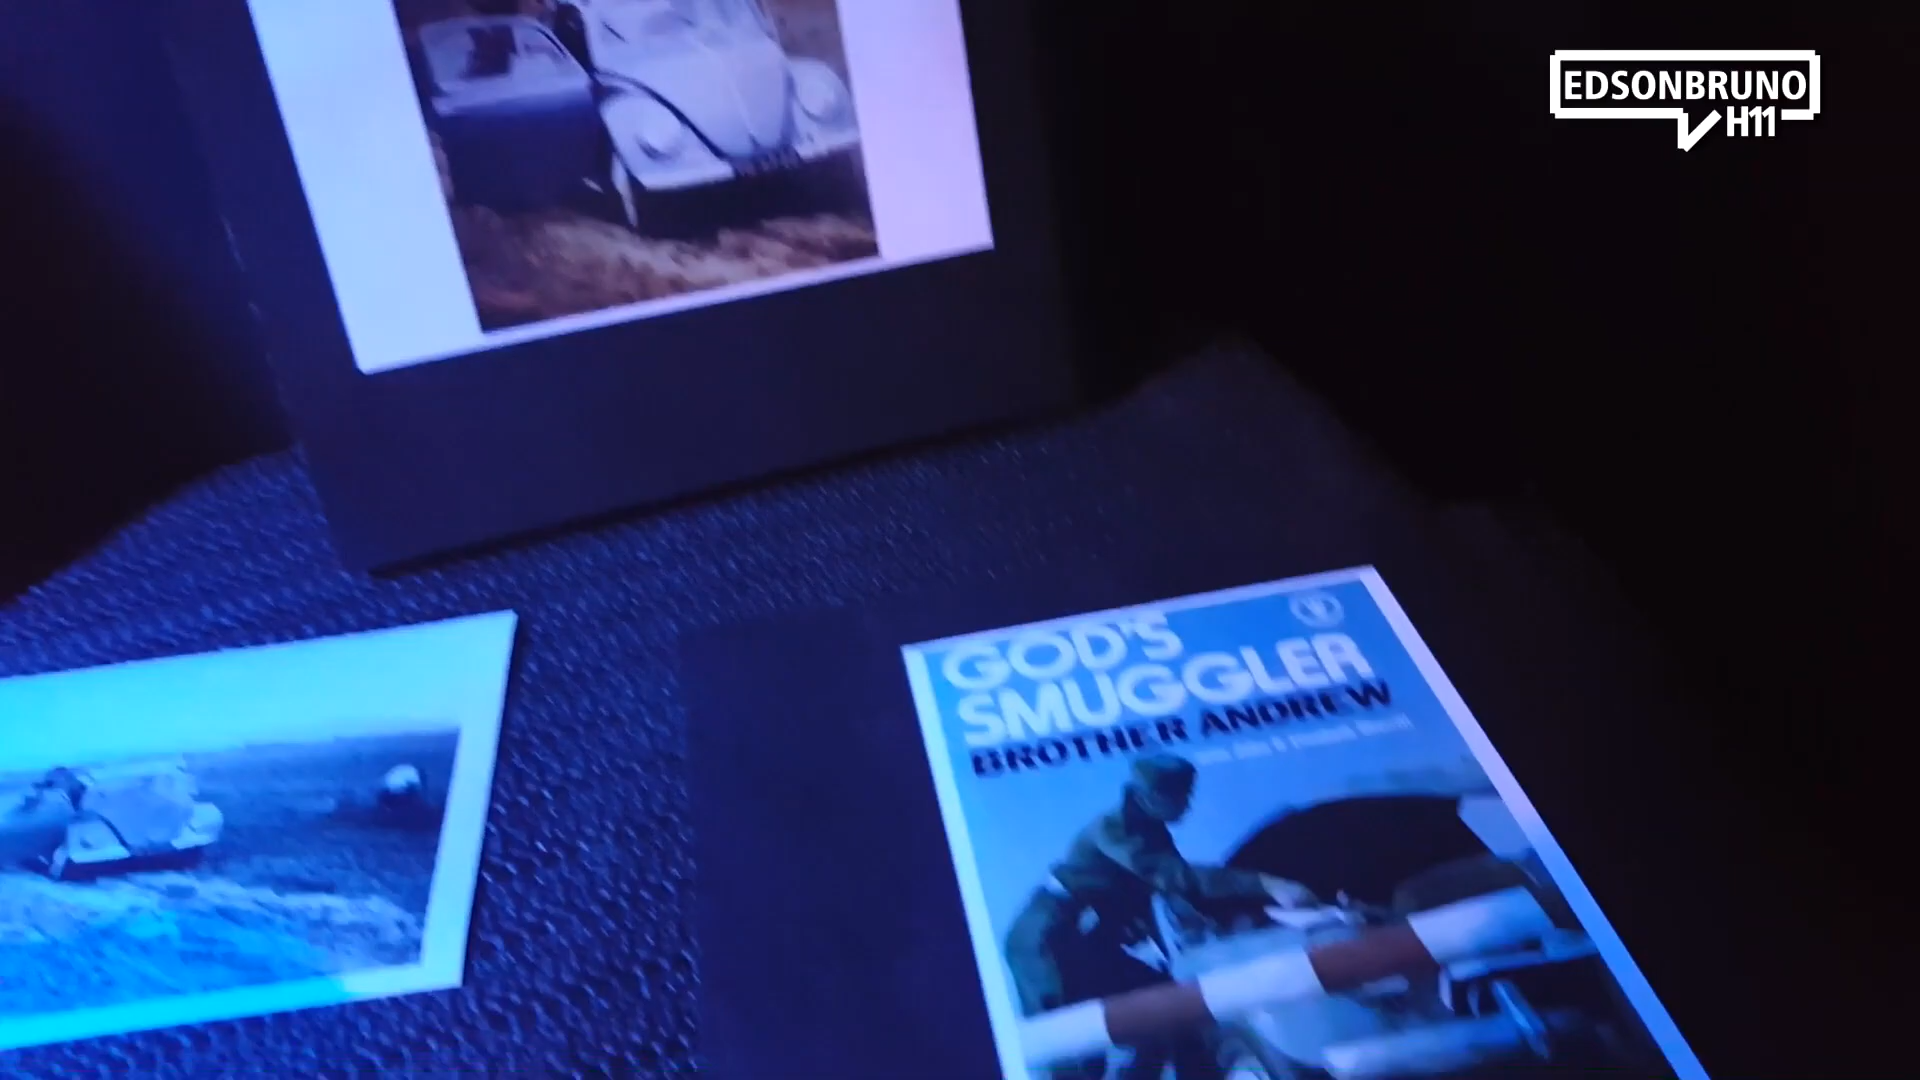 EDSONBRUNO
H11
GOD'S
SMUGGLER
BROTHER ANDREW